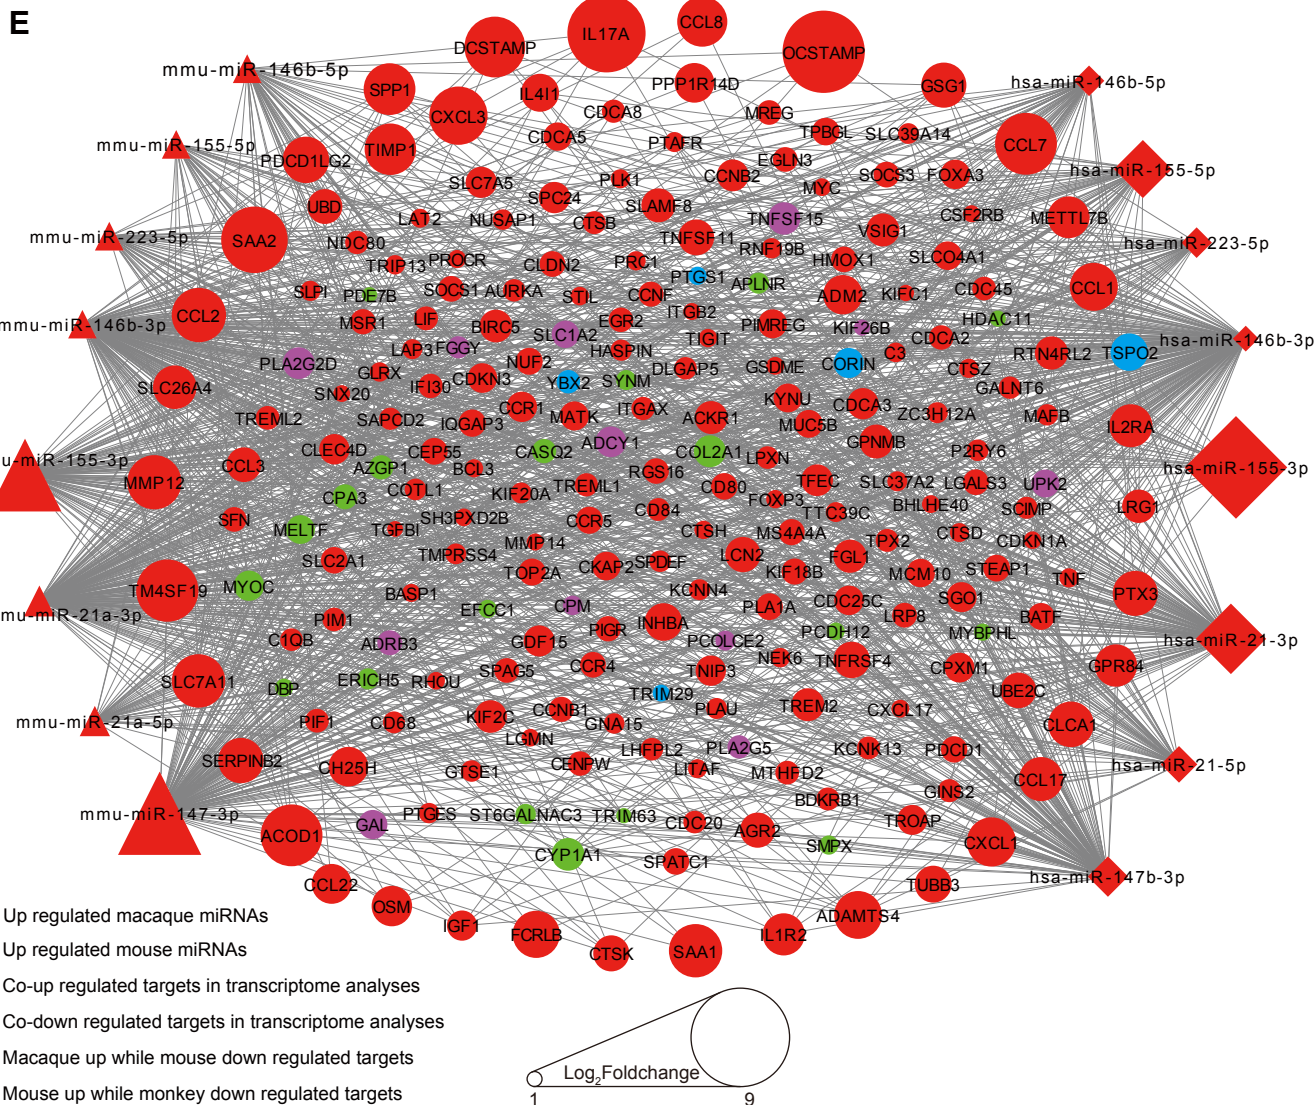 E
IL17A
CCL8
DCSTAMP
OCSTAMP
mmu-miR-146b-5p
hsa-miR-146b-5p
SPP1
IL4I1
PPP1R14D
GSG1
CXCL3
CDCA8
MREG
TPBGL
SLC39A14
CCL7
mmu-miR-155-5p
PDCD1LG2
TIMP1
CDCA5
PTAFR
EGLN3
hsa-miR-155-5p
SLC7A5
PLK1
CCNB2
MYC
SOCS3
FOXA3
UBD
LAT2
NUSAP1
SPC24
CTSB
SLAMF8
TNFSF15
CSF2RB
METTL7B
mmu-miR-223-5p
SAA2
NDC80
TNFSF11
RNF19B
VSIG1
hsa-miR-223-5p
TRIP13
PROCR
CLDN2
PRC1
PTGS1
APLNR
HMOX1
SLCO4A1
SLPI
PDE7B
SOCS1
AURKA
STIL
CCNF
ADM2
KIFC1
CDC45
CCL1
mmu-miR-146b-3p
CCL2
MSR1
LIF
BIRC5
SLC1A2
EGR2
ITGB2
PIMREG
KIF26B
HDAC11
hsa-miR-146b-3p
PLA2G2D
LAP3
FGGY
NUF2
HASPIN
TIGIT
CDCA2
C3
RTN4RL2
TSPO2
SLC26A4
GLRX
SNX20
IFI30
CDKN3
YBX2
SYNM
DLGAP5
GSDME
CORIN
CTSZ
GALNT6
TREML2
SAPCD2
IQGAP3
CCR1
MATK
ITGAX
ACKR1
KYNU
MUC5B
CDCA3
ZC3H12A
MAFB
IL2RA
u-miR-155-3p
CLEC4D
CEP55
CASQ2
ADCY1
COL2A1
LPXN
GPNMB
P2RY6
hsa-miR-155-3p
MMP12
CCL3
AZGP1
BCL3
RGS16
CPA3
COTL1
KIF20A
TREML1
CD80
FOXP3
TFEC
SLC37A2
LGALS3
UPK2
SFN
MELTF
TGFBI
SH3PXD2B
CCR5
CD84
CTSH
TTC39C
BHLHE40
SCIMP
LRG1
MMP14
MS4A4A
TPX2
CTSD
CDKN1A
SLC2A1
TMPRSS4
TOP2A
CKAP2
SPDEF
LCN2
KIF18B
FGL1
MCM10
STEAP1
TNF
TM4SF19
MYOC
BASP1
EFCC1
CPM
KCNN4
PLA1A
CDC25C
SGO1
PTX3
mu-miR-21a-3p
PIM1
C1QB
ADRB3
GDF15
PIGR
INHBA
PCOLCE2
PCDH12
LRP8
MYBPHL
BATF
hsa-miR-21-3p
SLC7A11
DBP
ERICH5
RHOU
SPAG5
CCR4
TNIP3
NEK6
TNFRSF4
CPXM1
UBE2C
GPR84
TRIM29
mmu-miR-21a-5p
PIF1
CD68
KIF2C
CCNB1
GNA15
PLAU
TREM2
CXCL17
CLCA1
SERPINB2
CH25H
LGMN
GTSE1
CENPW
LHFPL2
LITAF
PLA2G5
MTHFD2
KCNK13
PDCD1
hsa-miR-21-5p
CCL17
BDKRB1
GINS2
mmu-miR-147-3p
ACOD1
GAL
PTGES
ST6GALNAC3
TRIM63
CDC20
AGR2
TROAP
CXCL1
CYP1A1
SPATC1
SMPX
hsa-miR-147b-3p
CCL22
OSM
TUBB3
IGF1
FCRLB
CTSK
SAA1
IL1R2
ADAMTS4
Up regulated macaque miRNAs
Up regulated mouse miRNAs
Co-up regulated targets in transcriptome analyses
Co-down regulated targets in transcriptome analyses
Macaque up while mouse down regulated targets
Mouse up while monkey down regulated targets
Log2Foldchange
1 9